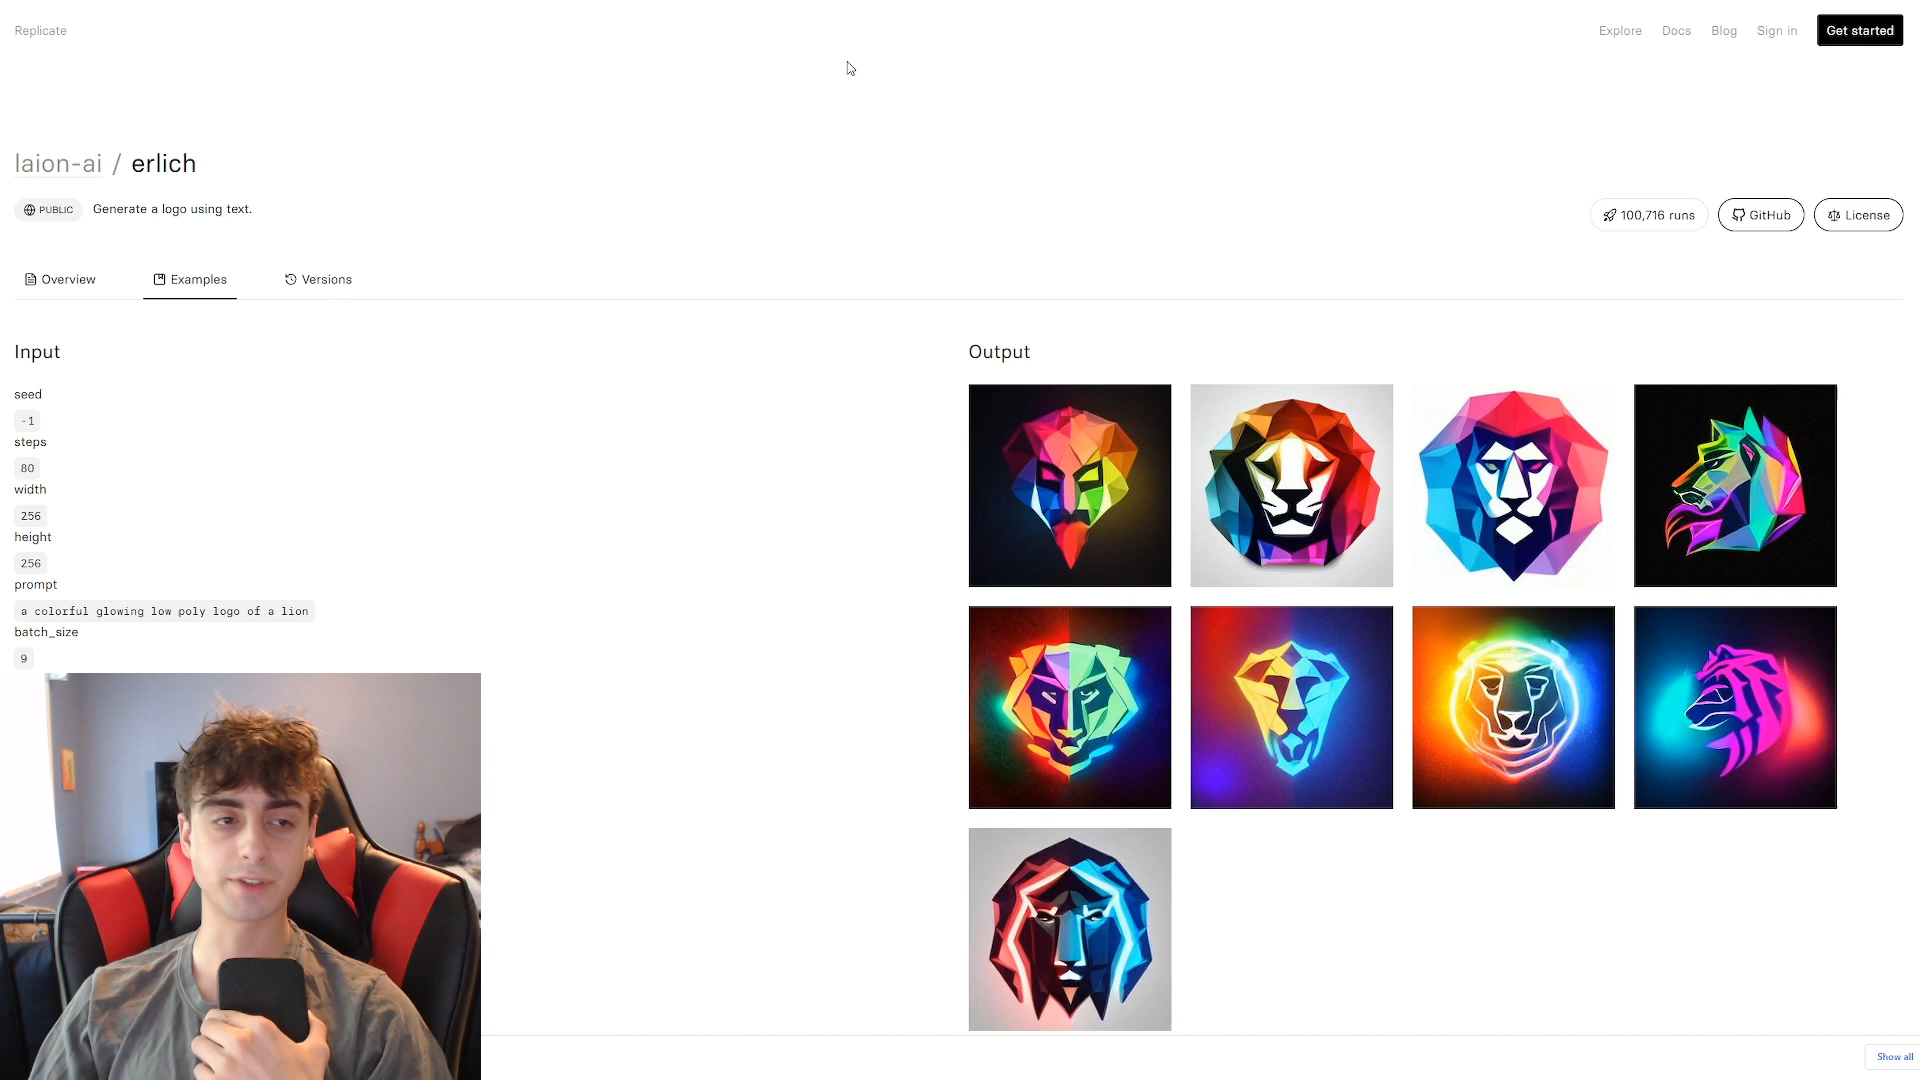 Replicate
Explore Docs Blog Sign in Get started
laion-ai / erlich
PUBLIC Generate a logo using text.
100,716 runs GitHub License
Overview Examples Versions
Input
seed
-1
steps
80
width
256
height
256
prompt
a colorful glowing low poly logo of a lion
batch_size
9
Output
Show all